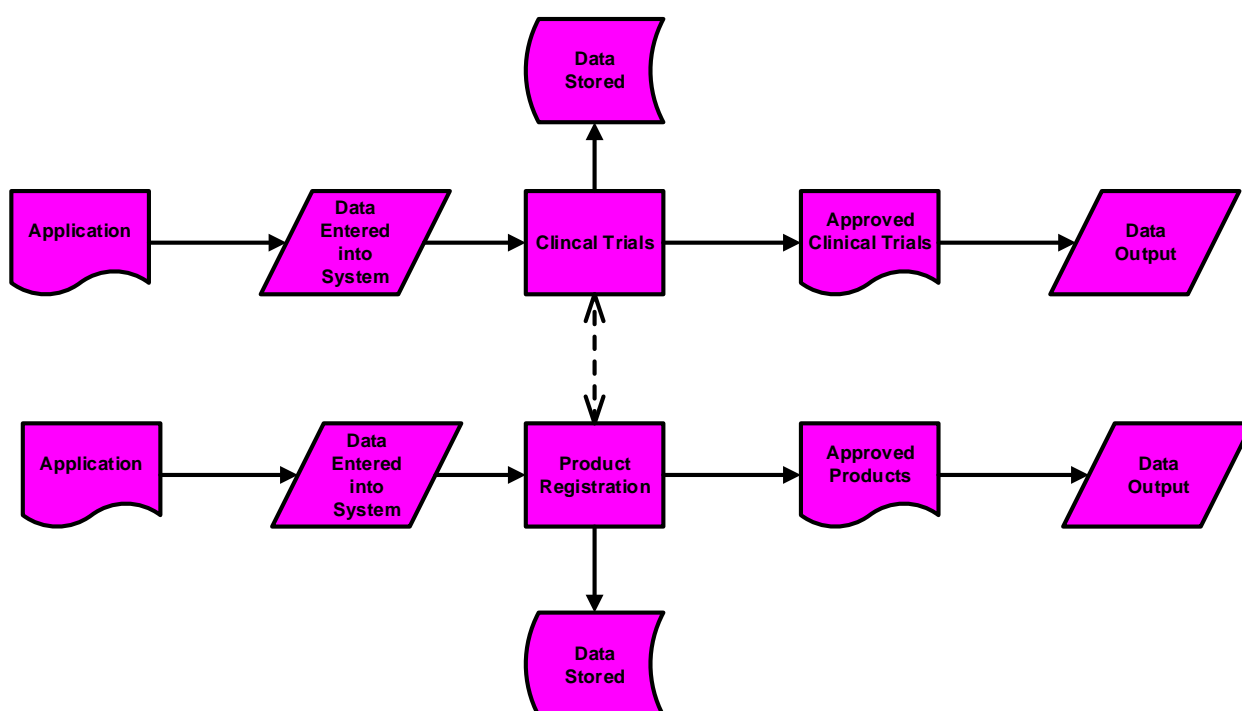 Data
Stored
Application
Data
Entered
into
System
Clincal Trials
Approved
Clinical Trials
Data
Output
Application
Data
Entered
into
System
Product
Registration
Approved
Products
Data
Output
Data
Stored